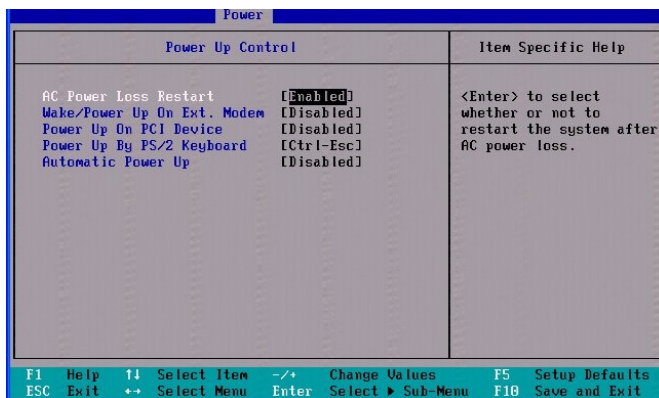 Power
Power Up Control
Item Specific Help
AC Power Loss Restart [Enabled]
Wake/Power Up On Ext. Modem [Disabled]
Power Up On PCI Device [Disabled]
Power Up By PS/2 Keyboard [Ctrl-Esc]
Automatic Power Up [Disabled]
<Enter> to select
whether or not to
restart the system after
AC power loss.
F1 Help ↑↓ Select Item -/+ Change Values F5 Setup Defaults
ESC Exit ←→ Select Menu Enter Select ▶ Sub-Menu F10 Save and Exit